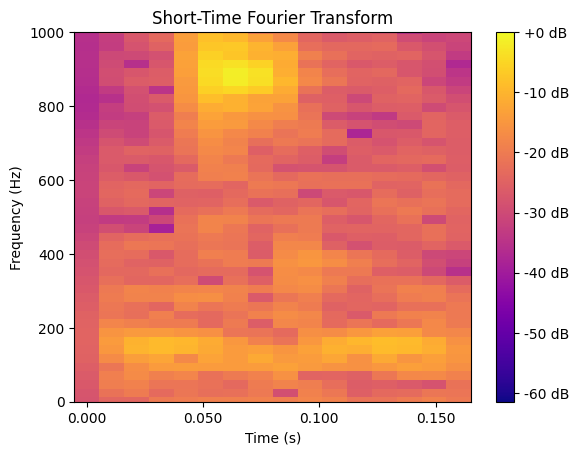 Short-Time Fourier Transform
Frequency (Hz)
1000
800
600
400
200
0
0.000
0.050
0.100
0.150
Time (s)
+0 dB
-10 dB
-20 dB
-30 dB
-40 dB
-50 dB
-60 dB